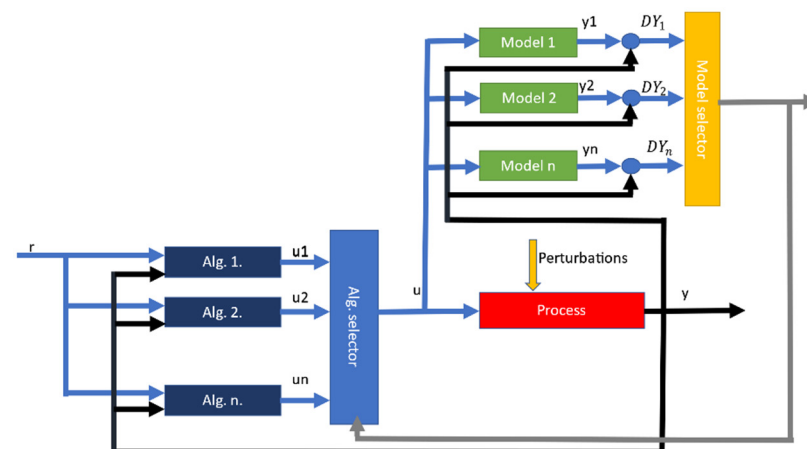 y1
DY₁
Model 1
y2
DY₂
Model 2
yn
DYₙ
Model n
Model selector
r
u1
Alg. 1.
Perturbations
u2
Alg. 2.
Alg. selector
u
Process
y
un
Alg. n.